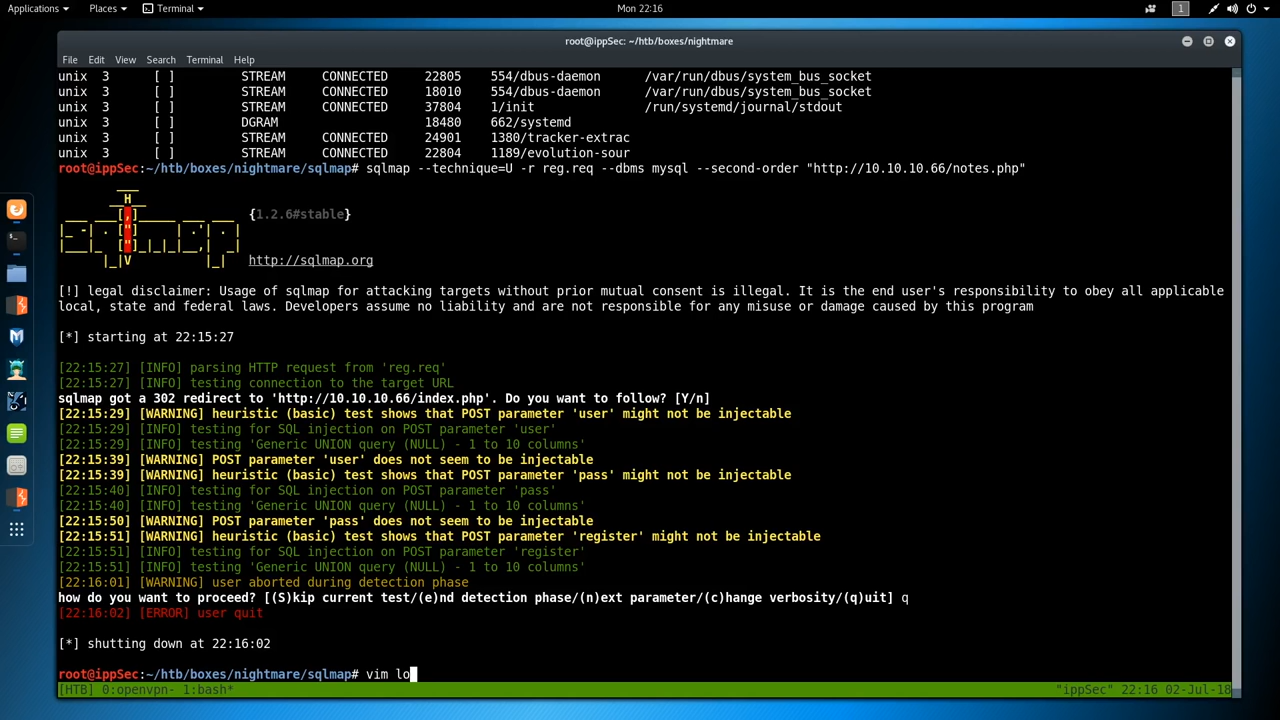 Applications Places Terminal Mon 22:16 1
root@ippSec: ~/htb/boxes/nightmare
File Edit View Search Terminal Help
unix 3 [ ] STREAM CONNECTED 22805 554/dbus-daemon /var/run/dbus/system_bus_socket
unix 3 [ ] STREAM CONNECTED 18010 554/dbus-daemon /var/run/dbus/system_bus_socket
unix 3 [ ] STREAM CONNECTED 37804 1/init /run/systemd/journal/stdout
unix 3 [ ] DGRAM 18480 662/systemd
unix 3 [ ] STREAM CONNECTED 24901 1380/tracker-extrac
unix 3 [ ] STREAM CONNECTED 22804 1189/evolution-sour
root@ippSec:~/htb/boxes/nightmare/sqlmap# sqlmap --technique=U -r reg.req --dbms mysql --second-order "http://10.10.10.66/notes.php"
{1.2.6#stable}
http://sqlmap.org
[!] legal disclaimer: Usage of sqlmap for attacking targets without prior mutual consent is illegal. It is the end user's responsibility to obey all applicable
local, state and federal laws. Developers assume no liability and are not responsible for any misuse or damage caused by this program
[*] starting at 22:15:27
[22:15:27] [INFO] parsing HTTP request from 'reg.req'
[22:15:27] [INFO] testing connection to the target URL
sqlmap got a 302 redirect to 'http://10.10.10.66/index.php'. Do you want to follow? [Y/n]
[22:15:29] [WARNING] heuristic (basic) test shows that POST parameter 'user' might not be injectable
[22:15:29] [INFO] testing for SQL injection on POST parameter 'user'
[22:15:29] [INFO] testing 'Generic UNION query (NULL) - 1 to 10 columns'
[22:15:39] [WARNING] POST parameter 'user' does not seem to be injectable
[22:15:39] [WARNING] heuristic (basic) test shows that POST parameter 'pass' might not be injectable
[22:15:40] [INFO] testing for SQL injection on POST parameter 'pass'
[22:15:40] [INFO] testing 'Generic UNION query (NULL) - 1 to 10 columns'
[22:15:50] [WARNING] POST parameter 'pass' does not seem to be injectable
[22:15:51] [WARNING] heuristic (basic) test shows that POST parameter 'register' might not be injectable
[22:15:51] [INFO] testing for SQL injection on POST parameter 'register'
[22:15:51] [INFO] testing 'Generic UNION query (NULL) - 1 to 10 columns'
[22:16:01] [WARNING] user aborted during detection phase
how do you want to proceed? [(S)kip current test/(e)nd detection phase/(n)ext parameter/(c)hange verbosity/(q)uit] q
[22:16:02] [ERROR] user quit
[*] shutting down at 22:16:02
root@ippSec:~/htb/boxes/nightmare/sqlmap# vim lo
[HTB] 0:openvpn- 1:bash* "ippSec" 22:16 02-Jul-18